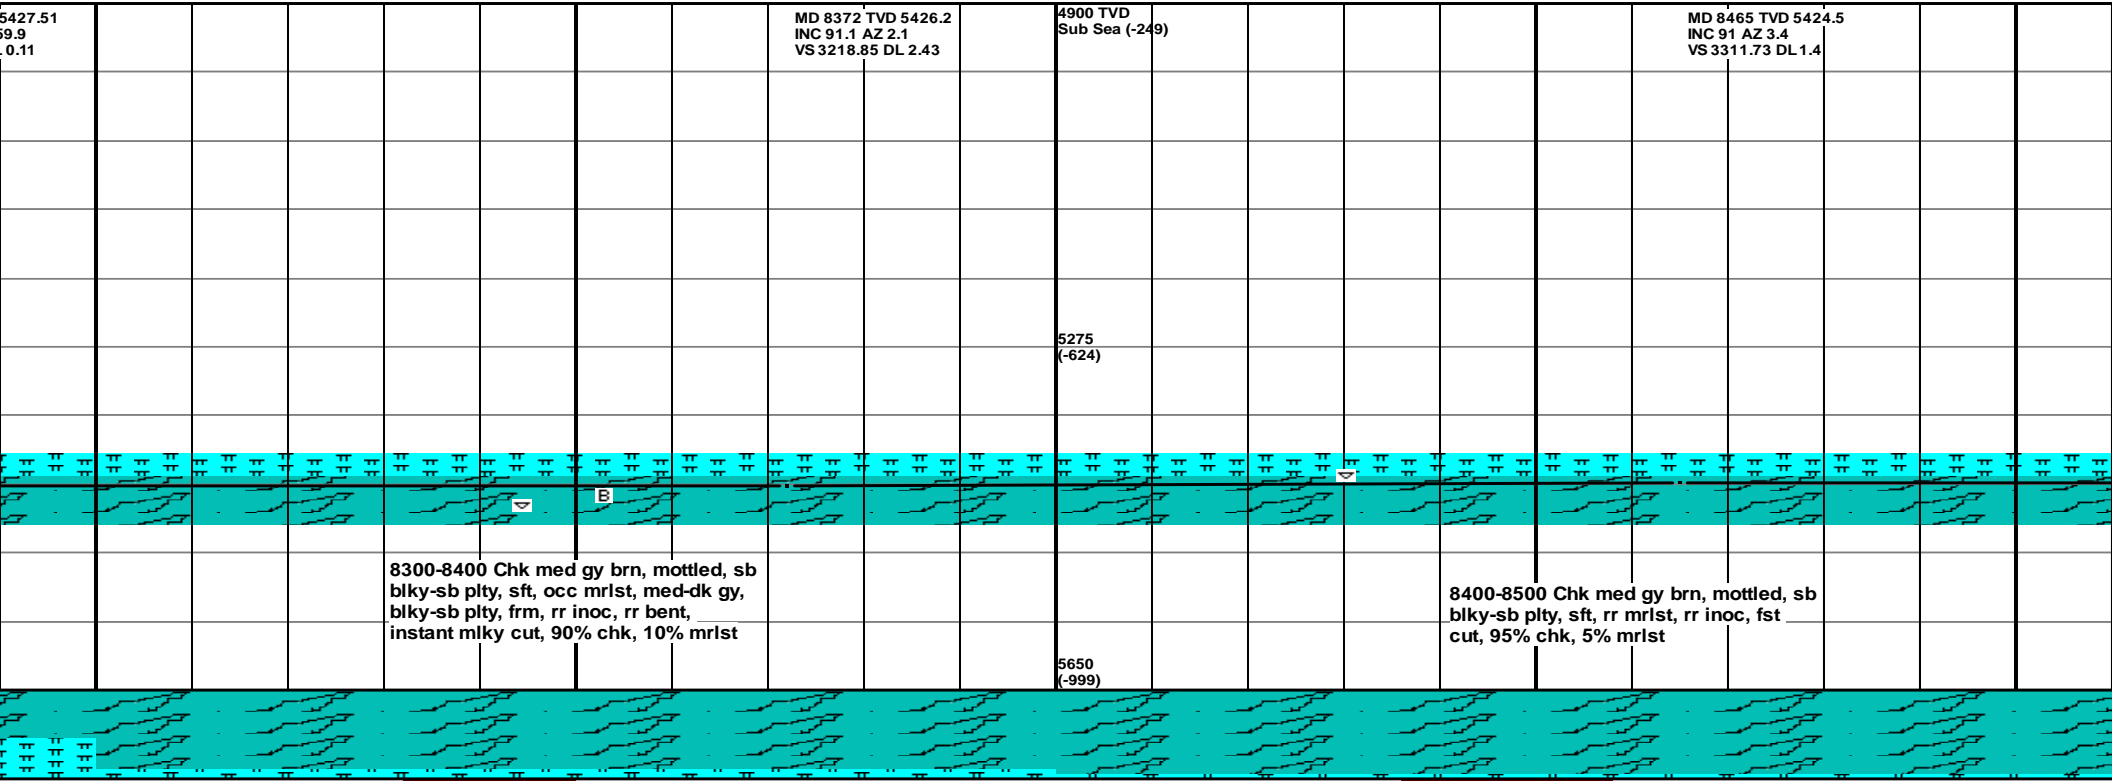 5427.51
59.9
0.11
MD 8372 TVD 5426.2
INC 91.1 AZ 2.1
VS 3218.85 DL 2.43
4900 TVD
Sub Sea (-249)
MD 8465 TVD 5424.5
INC 91 AZ 3.4
VS 3311.73 DL 1.4
5275
(-624)
B
8300-8400 Chk med gy brn, mottled, sb
blky-sb plty, sft, occ mrlst, med-dk gy,
blky-sb plty, frm, rr inoc, rr bent,
instant mlky cut, 90% chk, 10% mrlst
8400-8500 Chk med gy brn, mottled, sb
blky-sb plty, sft, rr mrlst, rr inoc, fst
cut, 95% chk, 5% mrlst
5650
(-999)